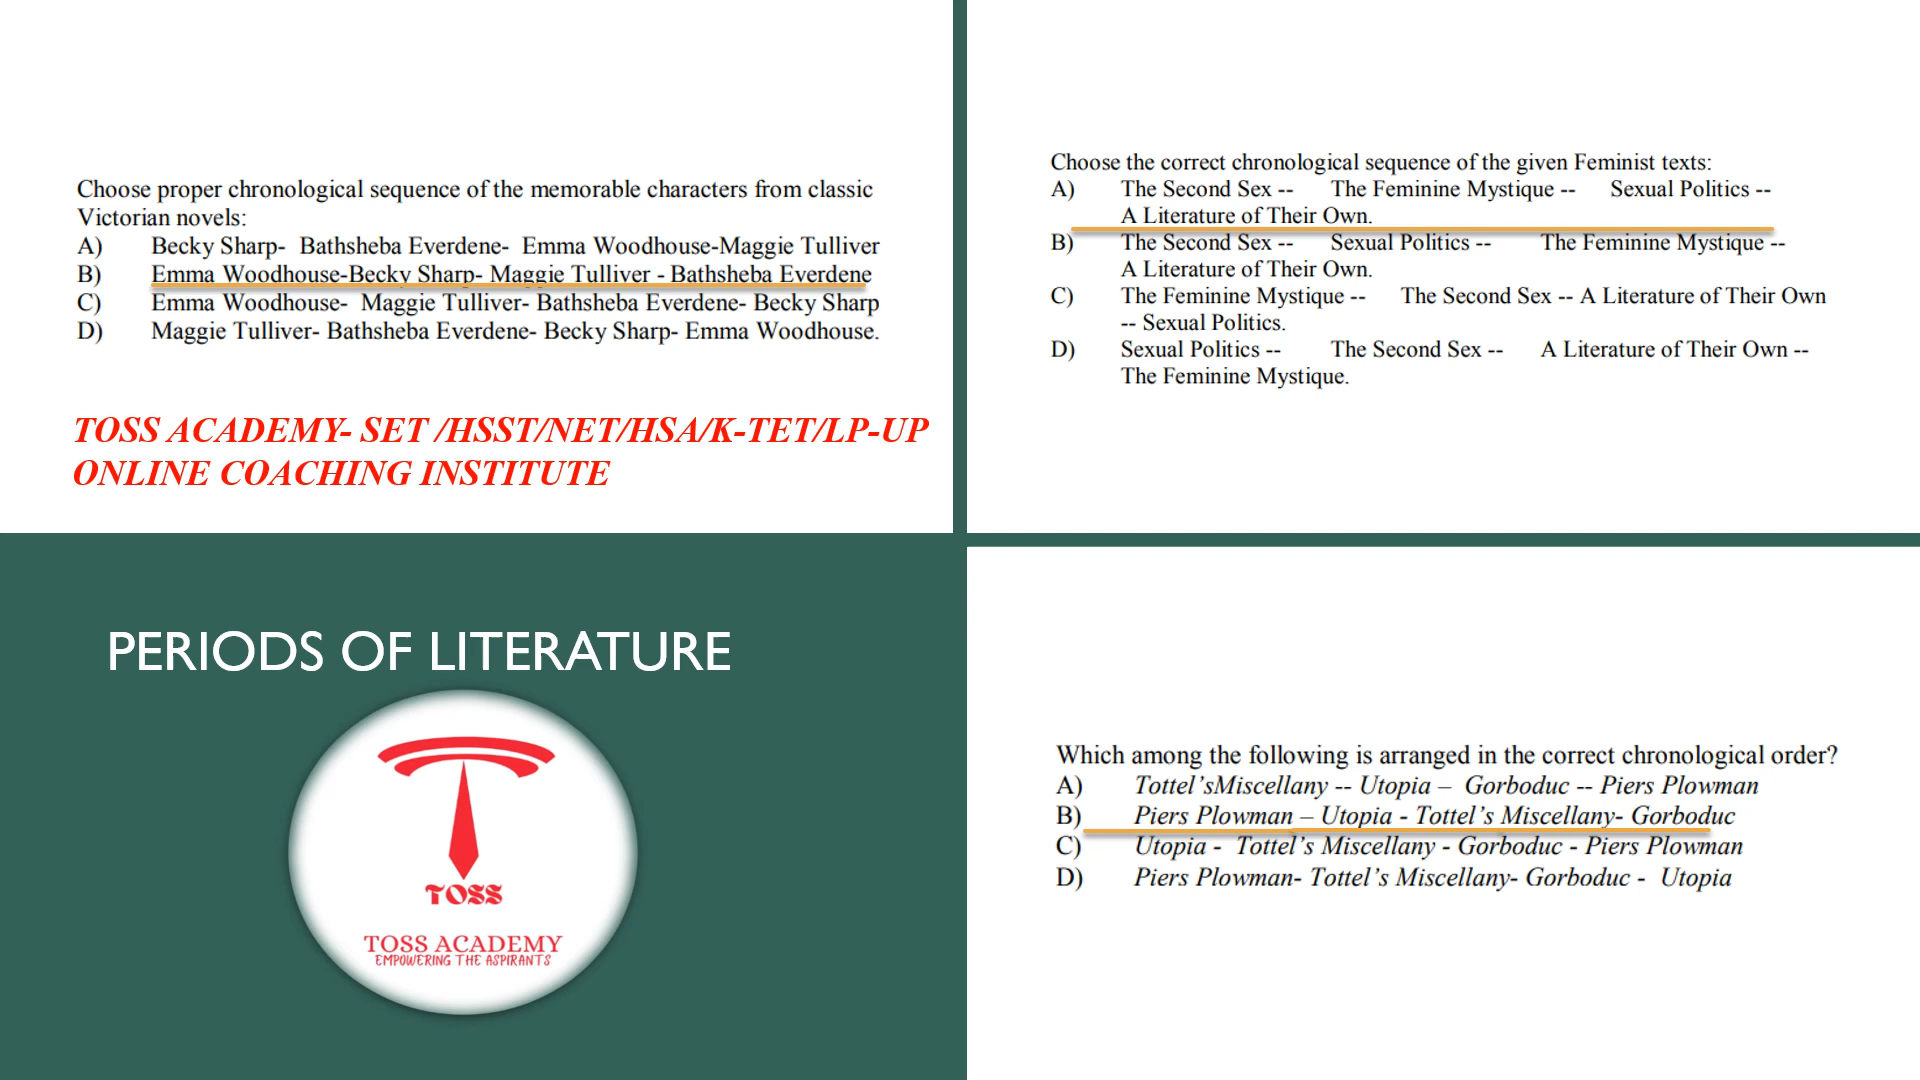 Choose proper chronological sequence of the memorable characters from classic
Victorian novels:
A) Becky Sharp- Bathsheba Everdene- Emma Woodhouse-Maggie Tulliver
B) Emma Woodhouse-Becky Sharp- Maggie Tulliver - Bathsheba Everdene
C) Emma Woodhouse- Maggie Tulliver- Bathsheba Everdene- Becky Sharp
D) Maggie Tulliver- Bathsheba Everdene- Becky Sharp- Emma Woodhouse.
TOSS ACADEMY- SET /HSST/NET/HSA/K-TET/LP-UP
ONLINE COACHING INSTITUTE
Choose the correct chronological sequence of the given Feminist texts:
A) The Second Sex -- The Feminine Mystique -- Sexual Politics --
A Literature of Their Own.
B) The Second Sex -- Sexual Politics -- The Feminine Mystique --
A Literature of Their Own.
C) The Feminine Mystique -- The Second Sex -- A Literature of Their Own
-- Sexual Politics.
D) Sexual Politics -- The Second Sex -- A Literature of Their Own --
The Feminine Mystique.
PERIODS OF LITERATURE
TOSS
TOSS ACADEMY
EMPOWERING THE ASPIRANTS
Which among the following is arranged in the correct chronological order?
A) Tottel'sMiscellany -- Utopia – Gorboduc -- Piers Plowman
B) Piers Plowman – Utopia - Tottel's Miscellany- Gorboduc
C) Utopia - Tottel's Miscellany - Gorboduc - Piers Plowman
D) Piers Plowman- Tottel's Miscellany- Gorboduc - Utopia